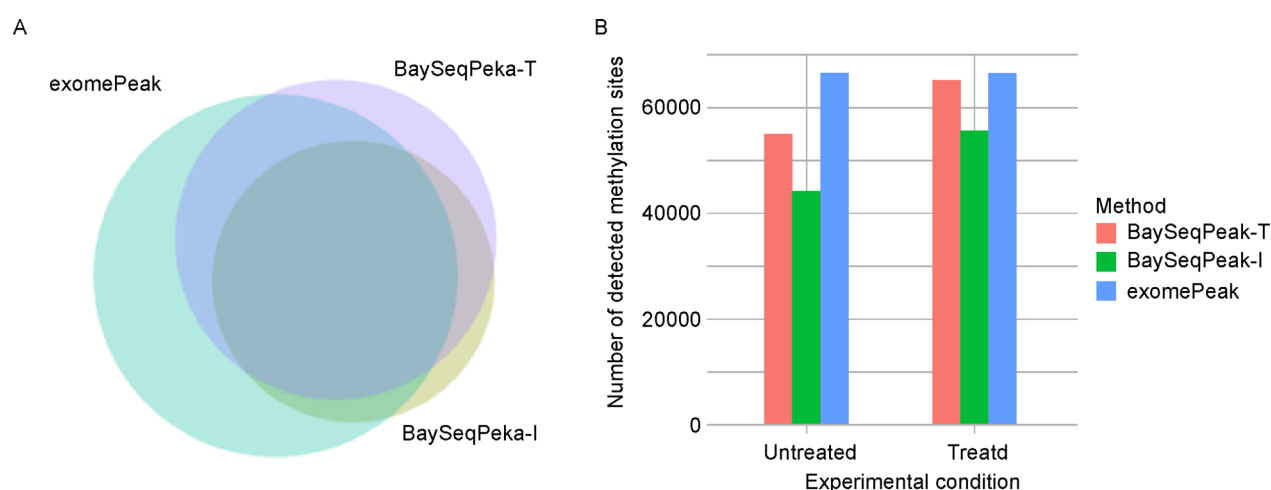 A
exomePeak
BaySeqPeka-T
BaySeqPeka-I
B
Number of detected methylation sites
60000
40000
20000
0
Untreated
Treatd
Experimental condition
Method
BaySeqPeak-T
BaySeqPeak-I
exomePeak